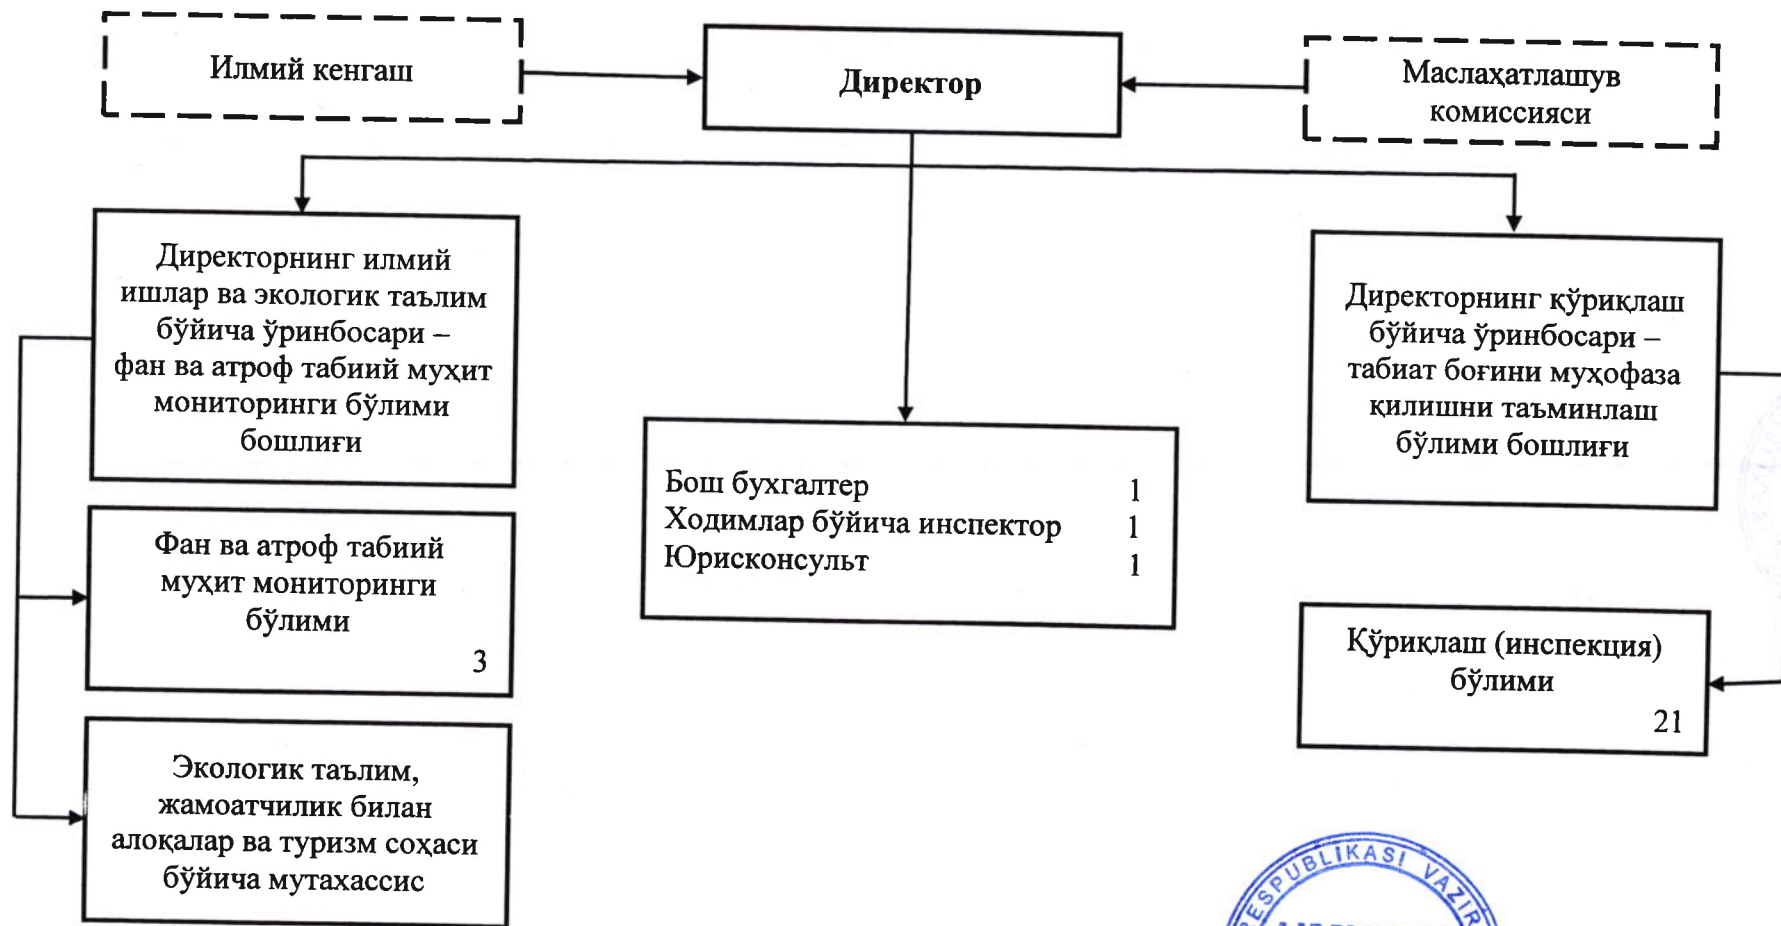 Илмий кенгаш
Директор
Маслаҳатлашув
комиссияси
Директорнинг илмий
ишлар ва экологик таълим
бўйича ўринбосари –
фан ва атроф табиий муҳит
мониторинги бўлими
бошлиғи
Директорнинг қўриқлаш
бўйича ўринбосари –
табиат боғини муҳофаза
қилишни таъминлаш
бўлими бошлиғи
Бош бухгалтер 1
Ходимлар бўйича инспектор 1
Юрисконсульт 1
Фан ва атроф табиий
муҳит мониторинги
бўлими
3
Қўриқлаш (инспекция)
бўлими
21
Экологик таълим,
жамоатчилик билан
алоқалар ва туризм соҳаси
бўйича мутахассис
RESPUBLIKASI VAZIR